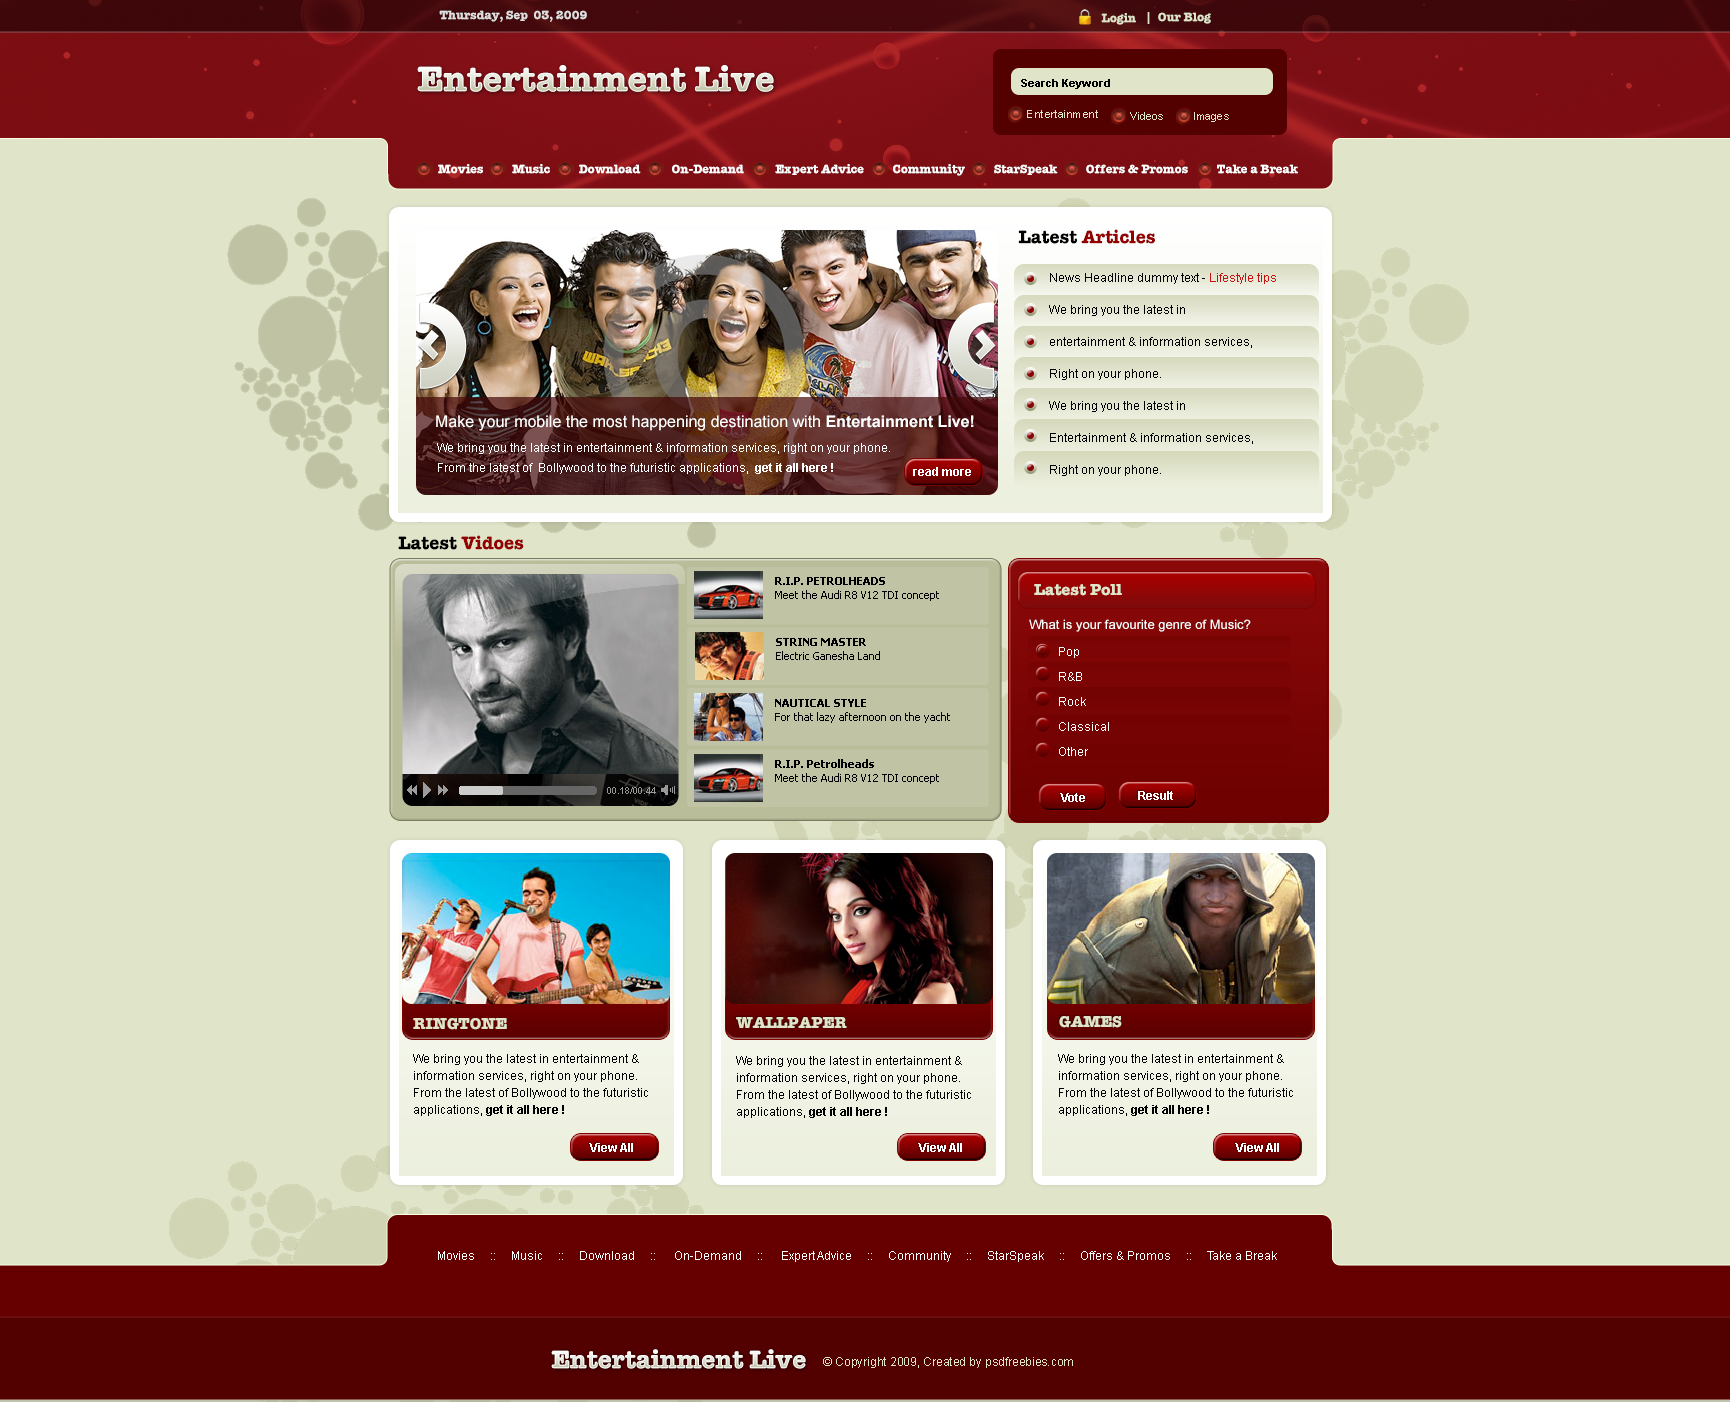 Thursday, Sep 03, 2009
Login | Our Blog
Entertainment Live
Search Keyword
Entertainment Videos Images
Movies Music Download On-Demand Expert Advice Community StarSpeak Offers & Promos Take a Break
Make your mobile the most happening destination with Entertainment Live!
We bring you the latest in entertainment & information services, right on your phone.
From the latest of Bollywood to the futuristic applications, get it all here !
read more
Latest Articles
News Headline dummy text - Lifestyle tips
We bring you the latest in
entertainment & information services,
Right on your phone.
We bring you the latest in
Entertainment & information services,
Right on your phone.
Latest Vidoes
00.18/00.44
R.I.P. PETROLHEADS
Meet the Audi R8 V12 TDI concept
STRING MASTER
Electric Ganesha Land
NAUTICAL STYLE
For that lazy afternoon on the yacht
R.I.P. Petrolheads
Meet the Audi R8 V12 TDI concept
Latest Poll
What is your favourite genre of Music?
Pop
R&B
Rock
Classical
Other
Vote Result
RINGTONE
We bring you the latest in entertainment &
information services, right on your phone.
From the latest of Bollywood to the futuristic
applications, get it all here !
View All
WALLPAPER
We bring you the latest in entertainment &
information services, right on your phone.
From the latest of Bollywood to the futuristic
applications, get it all here !
View All
GAMES
We bring you the latest in entertainment &
information services, right on your phone.
From the latest of Bollywood to the futuristic
applications, get it all here !
View All
Movies :: Music :: Download :: On-Demand :: Expert Advice :: Community :: StarSpeak :: Offers & Promos :: Take a Break
Entertainment Live © Copyright 2009, Created by psdfreebies.com